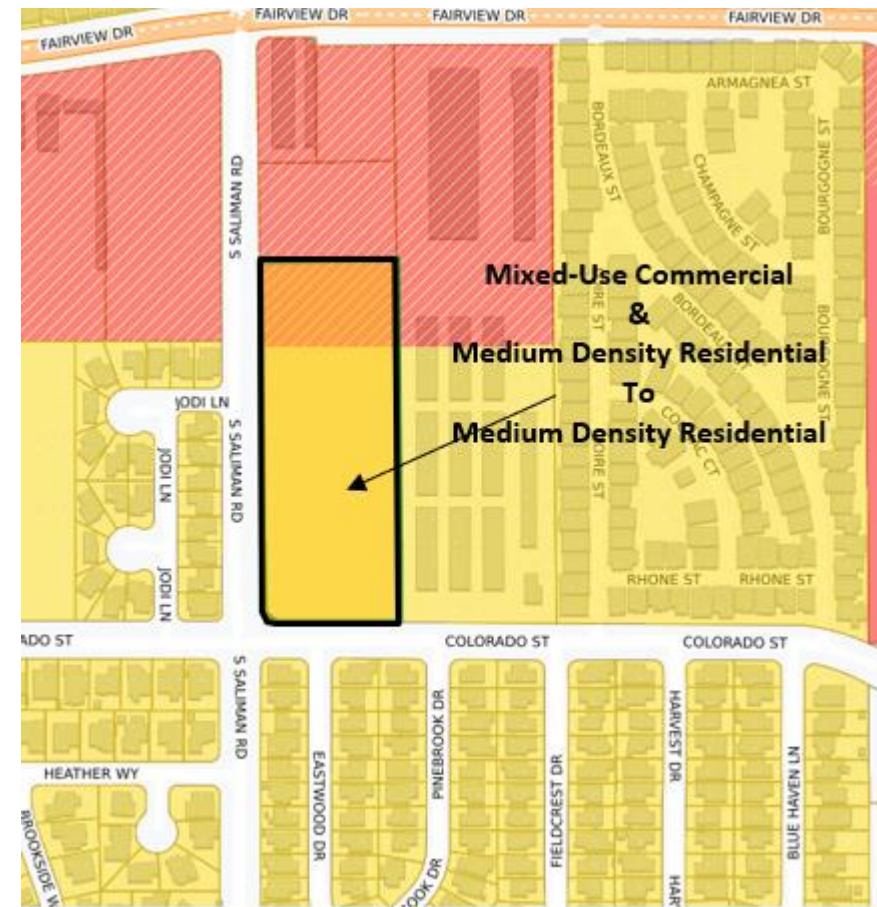 FAIRVIEW DR
FAIRVIEW DR
FAIRVIEW DR
FAIRVIEW DR
ARMAGNEA ST
BORDEAUX ST
CHAMPAGNE ST
BOURGOGNE ST
S SALIMAN RD
Mixed-Use Commercial
&
Medium Density Residential
To
Medium Density Residential
JODI LN
S SALIMAN RD
JODI LN
JODI LN
RHONE ST
RHONE ST
COLORADO ST
COLORADO ST
S SALIMAN RD
HEATHER WY
EASTWOOD DR
PINEBROOK DR
FIELDCREST DR
HARVEST DR
BLUE HAVEN LN